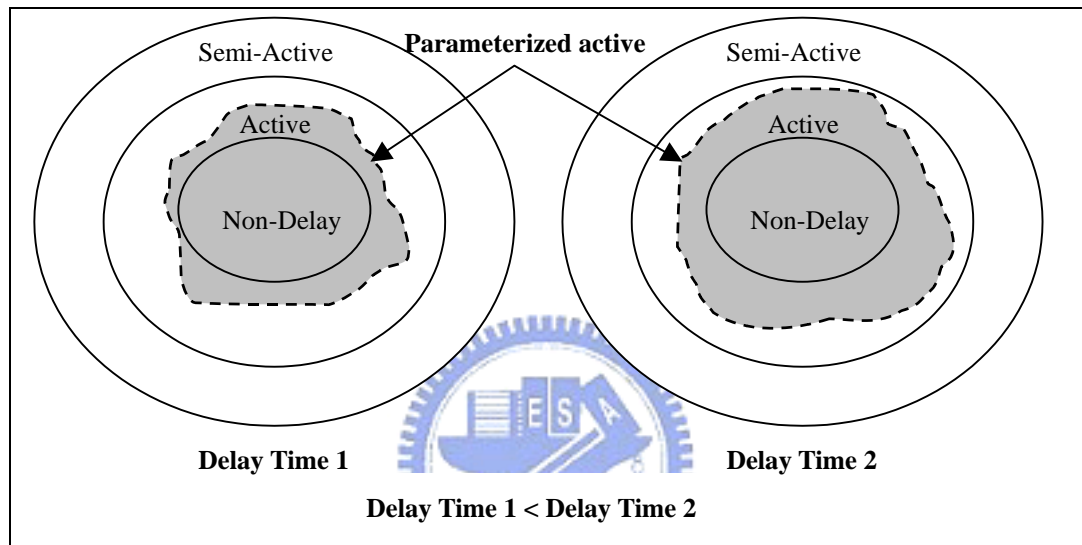 Parameterized active
Semi-Active
Semi-Active
Active
Active
Non-Delay
Non-Delay
E S A
Delay Time 1
Delay Time 2
Delay Time 1 < Delay Time 2